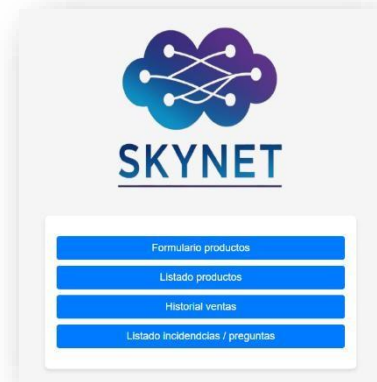 SKYNET
Formulario productos
Listado productos
Historial ventas
Listado incidendcias / preguntas